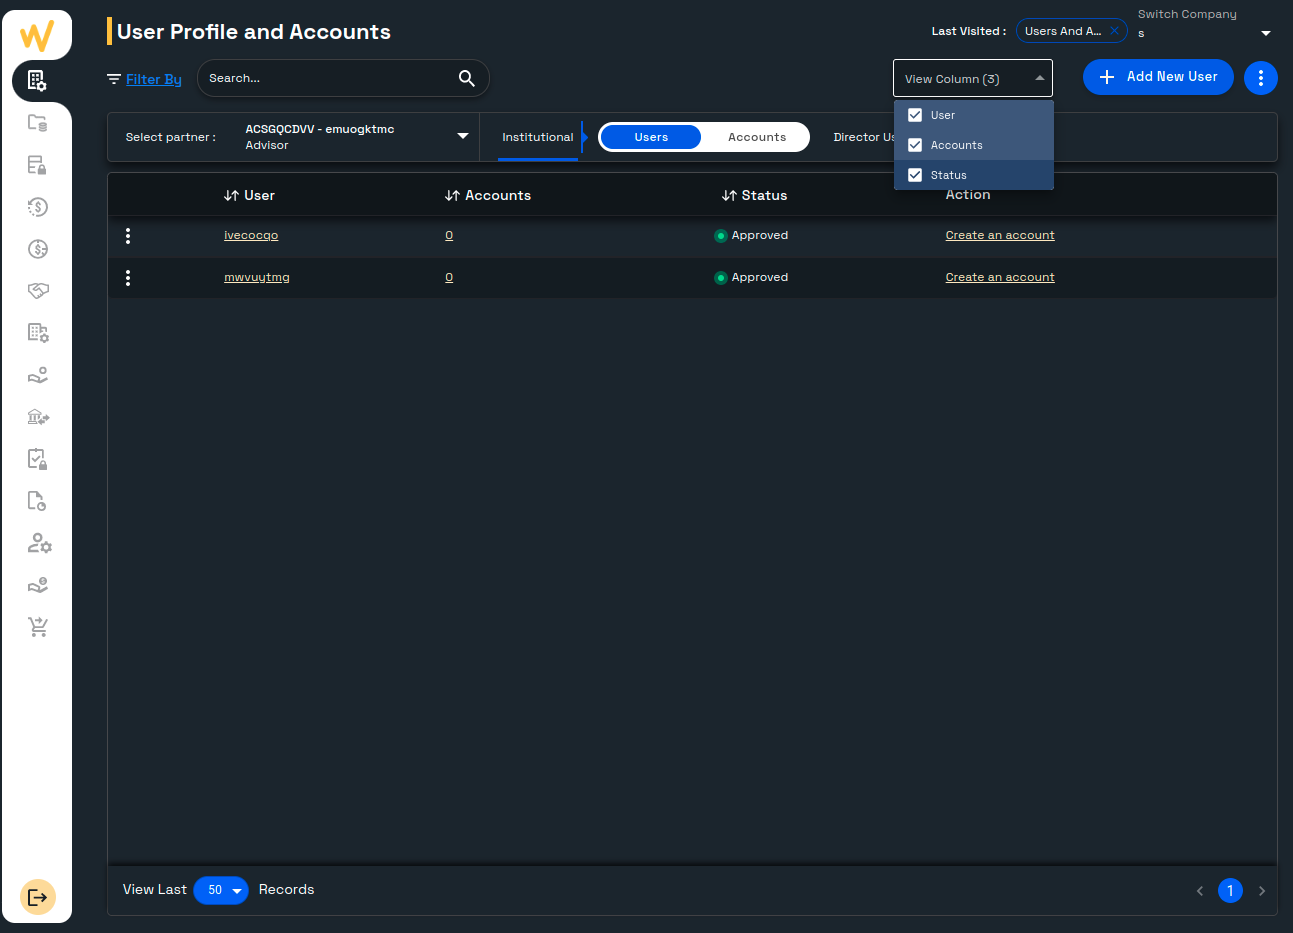 User Profile and Accounts
Last Visited :
Users And A...
Switch Company
s
Filter By
Search...
View Column (3)
Add New User
User
Accounts
Status
Select partner :
ACSGQCDVV - emuogktmc
Advisor
Institutional
Users
Accounts
Director Us
User
Accounts
Status
Action
ivecocqo
0
Approved
Create an account
mwvuytmg
0
Approved
Create an account
View Last
50
Records
1